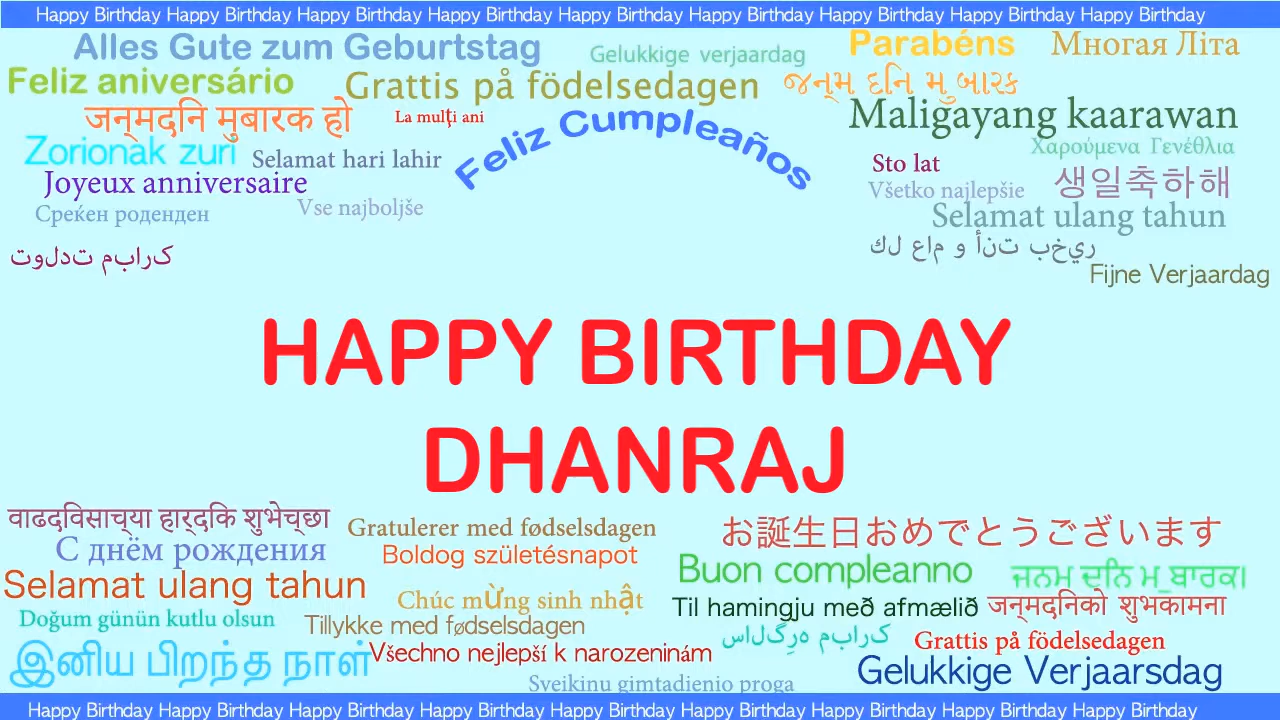 Happy Birthday Happy Birthday Happy Birthday Happy Birthday Happy Birthday Happy Birthday Happy Birthday Happy Birthday Happy Birthday
Alles Gute zum Geburtstag
Gelukkige verjaardag
Parabéns
Многая Літа
Feliz aniversário
Grattis på födelsedagen
જન્મ દિન મુબારક
जन्मदिन मुबारक हो
La mulţi ani
Feliz Cumpleaños
Maligayang kaarawan
Zorionak zuri
Selamat hari lahir
Sto lat
Χαρούμενα Γενέθλια
Joyeux anniversaire
Všetko najlepšie
생일축하해
Среќен роденден
Vse najboljše
Selamat ulang tahun
تولدت مبارک
كل عام و أنت بخير
Fijne Verjaardag
HAPPY BIRTHDAY
DHANRAJ
वाढदिवसाच्या हार्दिक शुभेच्छा
Gratulerer med fødselsdagen
お誕生日おめでとうございます
С днём рождения
Boldog születésnapot
Buon compleanno
ਜਨਮ ਦਿਨ ਮੁਬਾਰਕ।
Selamat ulang tahun
Chúc mừng sinh nhật
Til hamingju með afmælið
जन्मदिनको शुभकामना
Doğum günün kutlu olsun
Tillykke med fødselsdagen
سالگرہ مبارک
Grattis på födelsedagen
இனிய பிறந்த நாள்
Všechno nejlepší k narozeninám
Gelukkige Verjaarsdag
Sveikinu gimtadienio proga
Happy Birthday Happy Birthday Happy Birthday Happy Birthday Happy Birthday Happy Birthday Happy Birthday Happy Birthday Happy Birthday